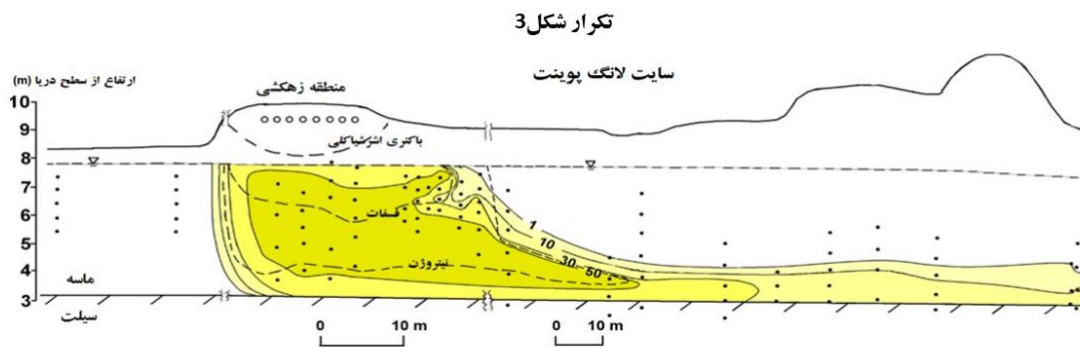 تکرار شکل3
سایت لانگ پوینت
ارتفاع از سطح دریا (m)
منطقه زهکشی
باکتری اشرشیاکلی
10
9
8
7
6
5
4
3
فسفات
نیتروژن
1
10
30
50
ماسه
سیلت
0 10 m
0 10 m